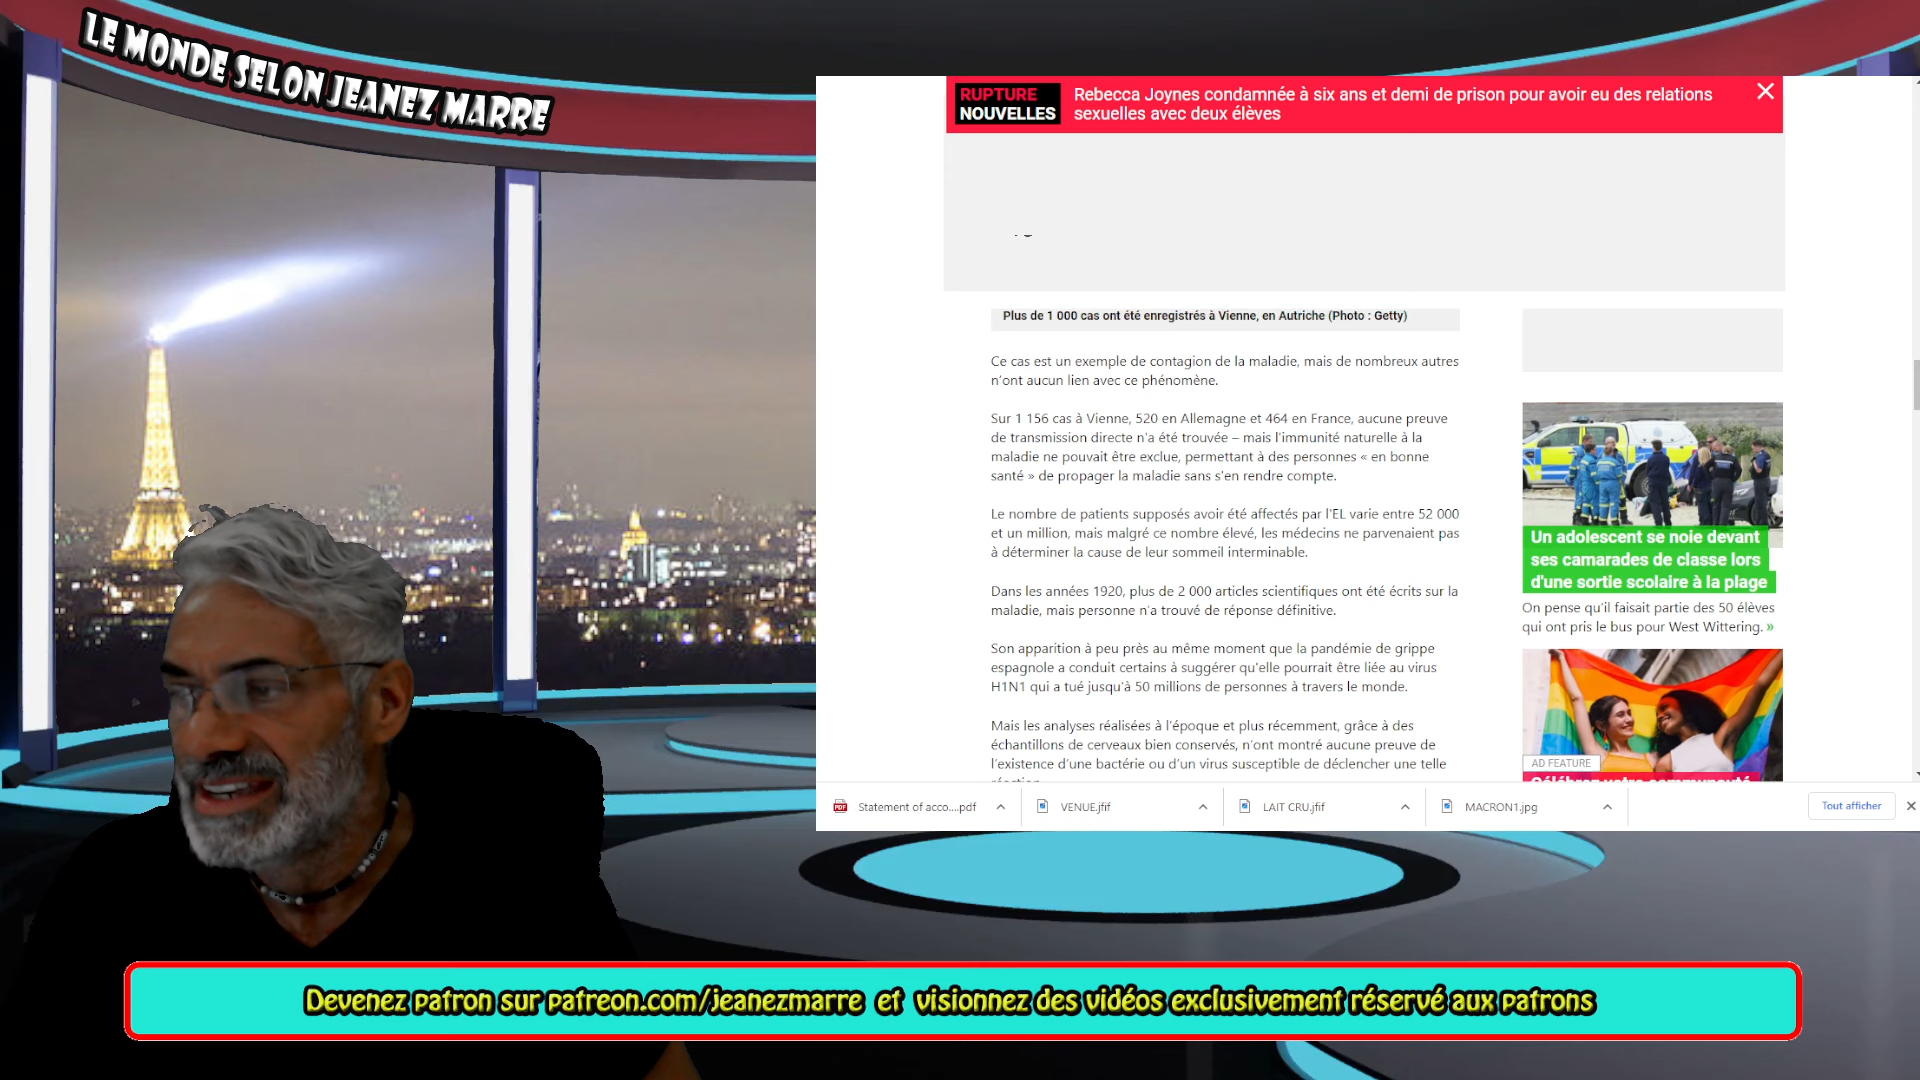 LE MONDE SELON JEANEZ MARRE
RUPTURE
NOUVELLES
Rebecca Joynes condamnée à six ans et demi de prison pour avoir eu des relations
sexuelles avec deux élèves
Plus de 1 000 cas ont été enregistrés à Vienne, en Autriche (Photo : Getty)
Ce cas est un exemple de contagion de la maladie, mais de nombreux autres
n'ont aucun lien avec ce phénomène.
Sur 1 156 cas à Vienne, 520 en Allemagne et 464 en France, aucune preuve
de transmission directe n'a été trouvée – mais l'immunité naturelle à la
maladie ne pouvait être exclue, permettant à des personnes « en bonne
santé » de propager la maladie sans s'en rendre compte.
Le nombre de patients supposés avoir été affectés par l'EL varie entre 52 000
et un million, mais malgré ce nombre élevé, les médecins ne parvenaient pas
à déterminer la cause de leur sommeil interminable.
Dans les années 1920, plus de 2 000 articles scientifiques ont été écrits sur la
maladie, mais personne n'a trouvé de réponse définitive.
Son apparition à peu près au même moment que la pandémie de grippe
espagnole a conduit certains à suggérer qu'elle pourrait être liée au virus
H1N1 qui a tué jusqu'à 50 millions de personnes à travers le monde.
Mais les analyses réalisées à l'époque et plus récemment, grâce à des
échantillons de cerveaux bien conservés, n'ont montré aucune preuve de
l'existence d'une bactérie ou d'un virus susceptible de déclencher une telle
Un adolescent se noie devant
ses camarades de classe lors
d'une sortie scolaire à la plage
On pense qu'il faisait partie des 50 élèves
qui ont pris le bus pour West Wittering. »
AD FEATURE
Célébrez votre communauté
Statement of acco....pdf
VENUE.jfif
LAIT CRU.jfif
MACRON1.jpg
Tout afficher
Devenez patron sur patreon.com/jeanezmarre et visionnez des vidéos exclusivement réservé aux patrons